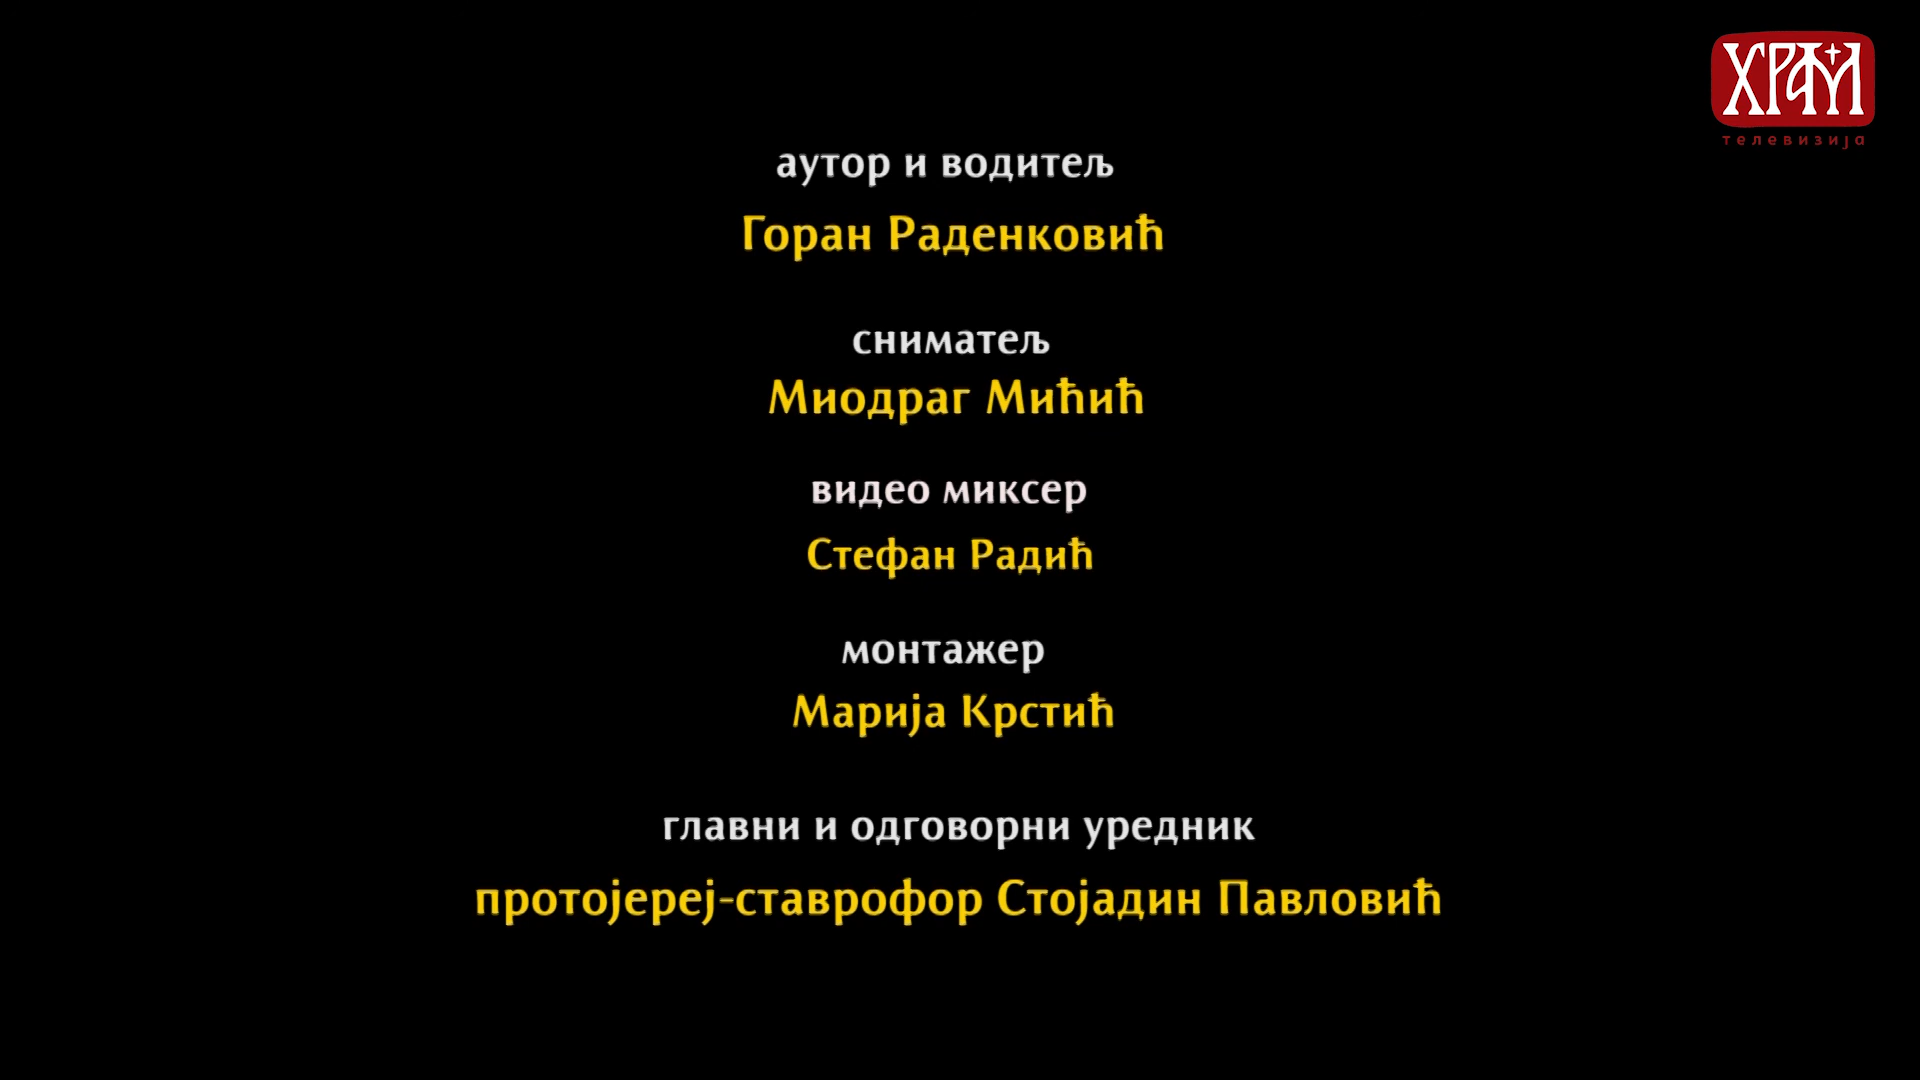 ХРАМ
телевизија
аутор и водитељ
Горан Раденковић
сниматељ
Миодраг Мићић
видео миксер
Стефан Радић
монтажер
Марија Крстић
главни и одговорни уредник
протојереј-ставрофор Стојадин Павловић